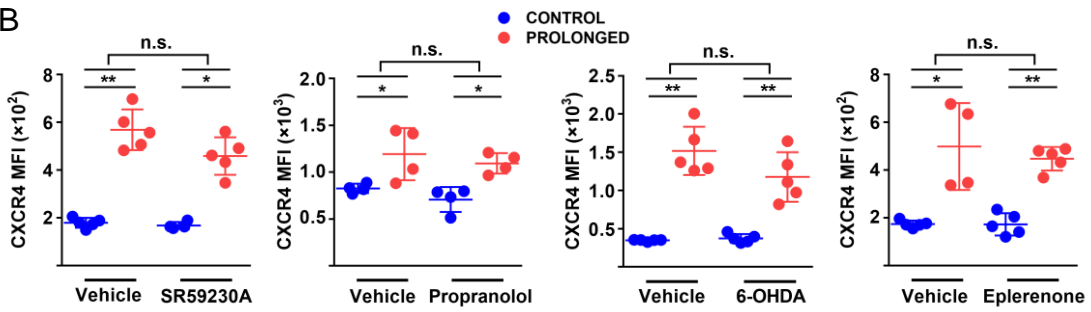 B
CONTROL
PROLONGED
n.s.
** *
CXCR4 MFI (×10²)
8
6
4
2
Vehicle SR59230A
n.s.
* *
CXCR4 MFI (×10³)
2.0
1.5
1.0
0.5
Vehicle Propranolol
n.s.
** **
CXCR4 MFI (×10³)
2.5
2.0
1.5
1.0
0.5
Vehicle 6-OHDA
n.s.
* **
CXCR4 MFI (×10²)
8
6
4
2
Vehicle Eplerenone